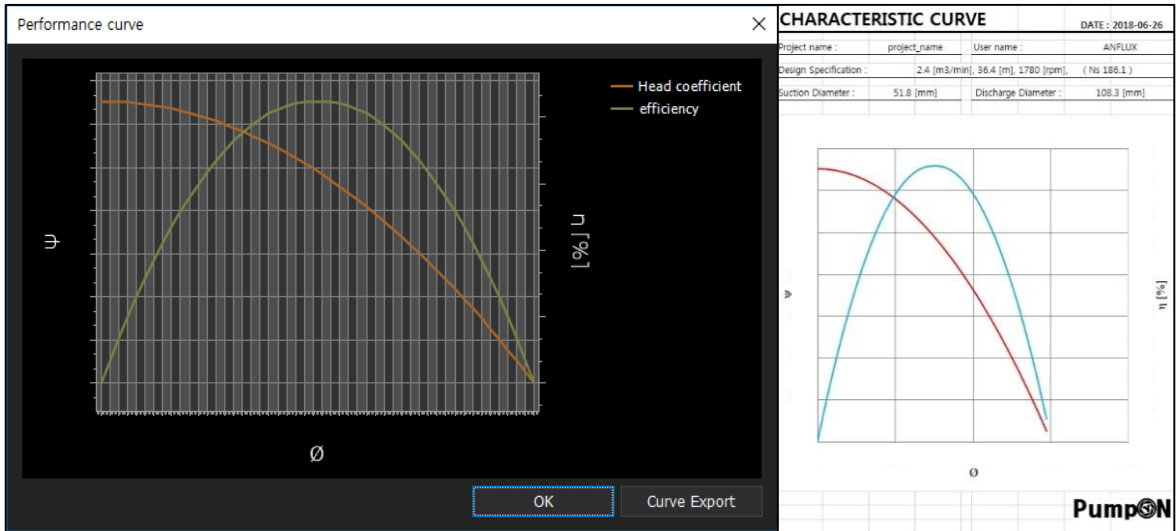 Performance curve
Head coefficient
efficiency
ψ
η [%]
Ø
OK
Curve Export
CHARACTERISTIC CURVE
DATE : 2018-06-26
Project name : project_name User name : ANFLUX
Design Specification : 2.4 [m3/min], 36.4 [m], 1780 [rpm], ( Ns 186.1 )
Suction Diameter : 51.8 [mm] Discharge Diameter : 108.3 [mm]
ψ
η [%]
Ø
PumpON